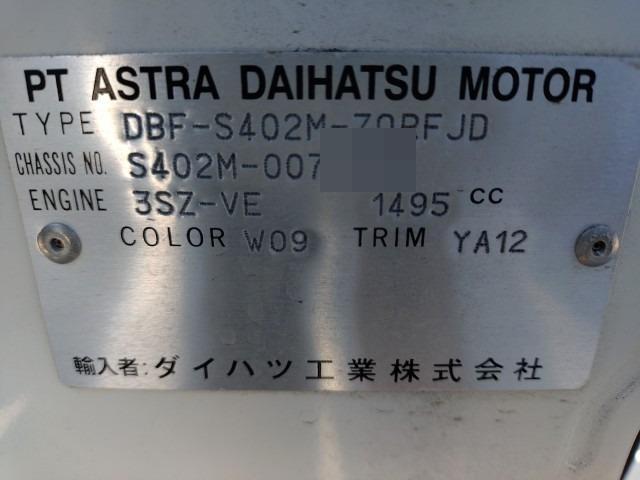 PT ASTRA DAIHATSU MOTOR
TYPE DBF-S402M-ZQRFJD
CHASSIS NO. S402M-007
ENGINE 3SZ-VE 1495 CC
COLOR W09 TRIM YA12
輸入者:ダイハツ工業株式会社